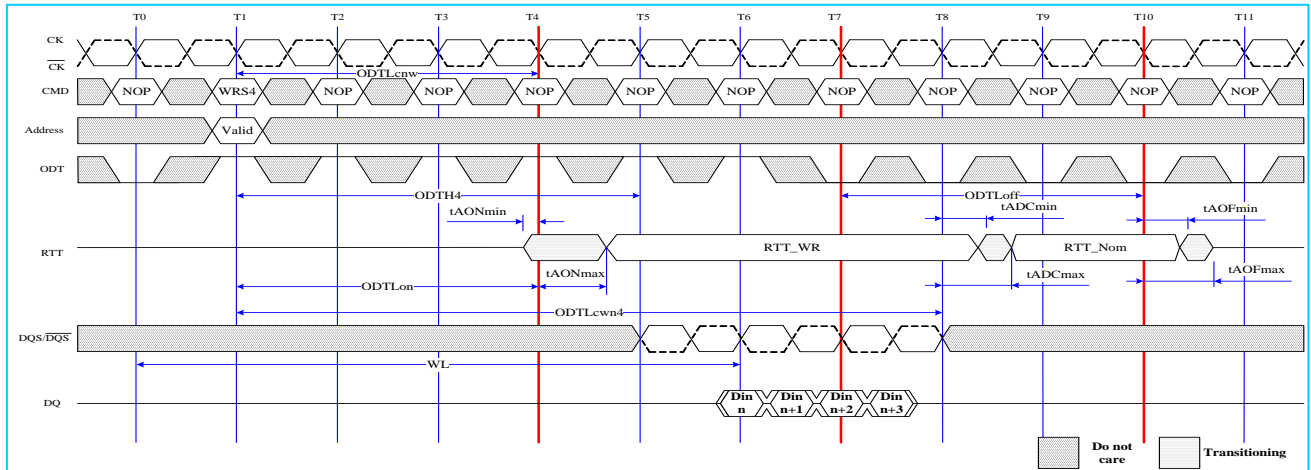 T0 T1 T2 T3 T4 T5 T6 T7 T8 T9 T10 T11
CK
CK
ODTLcnw
CMD NOP WRS4 NOP NOP NOP NOP NOP NOP NOP NOP NOP NOP
Address Valid
ODT
ODTH4 ODTLoff
tAONmin tADCmin tAOFmin
RTT RTT_WR RTT_Nom
tAONmax tADCmax tAOFmax
ODTLon
ODTLcwn4
DQS/DQS
WL
DQ Din n Din n+1 Din n+2 Din n+3
Do not care Transitioning